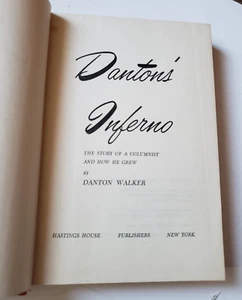 Danton's
Inferno
THE STORY OF A COLUMNIST
AND HOW HE GREW
BY
DANTON WALKER
HASTINGS HOUSE PUBLISHERS NEW YORK